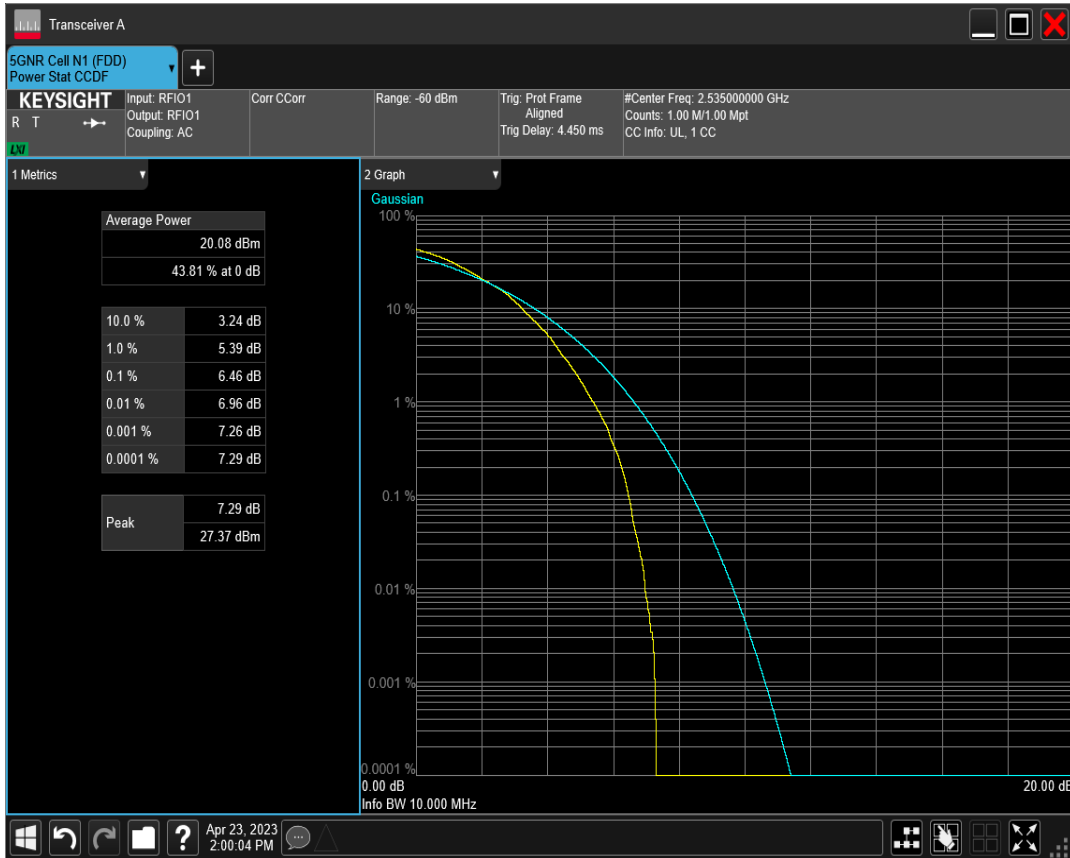 Transceiver A
5GNR Cell N1 (FDD)
Power Stat CCDF
+
KEYSIGHT
R T
LXI
Input: RFIO1
Output: RFIO1
Coupling: AC
Corr CCorr
Range: -60 dBm
Trig: Prot Frame
Aligned
Trig Delay: 4.450 ms
#Center Freq: 2.535000000 GHz
Counts: 1.00 M/1.00 Mpt
CC Info: UL, 1 CC
1 Metrics
Average Power
20.08 dBm
43.81 % at 0 dB
10.0 % 3.24 dB
1.0 % 5.39 dB
0.1 % 6.46 dB
0.01 % 6.96 dB
0.001 % 7.26 dB
0.0001 % 7.29 dB
Peak
7.29 dB
27.37 dBm
2 Graph
Gaussian
100 %
10 %
1 %
0.1 %
0.01 %
0.001 %
0.0001 %
0.00 dB 20.00 dB
Info BW 10.000 MHz
?
Apr 23, 2023
2:00:04 PM